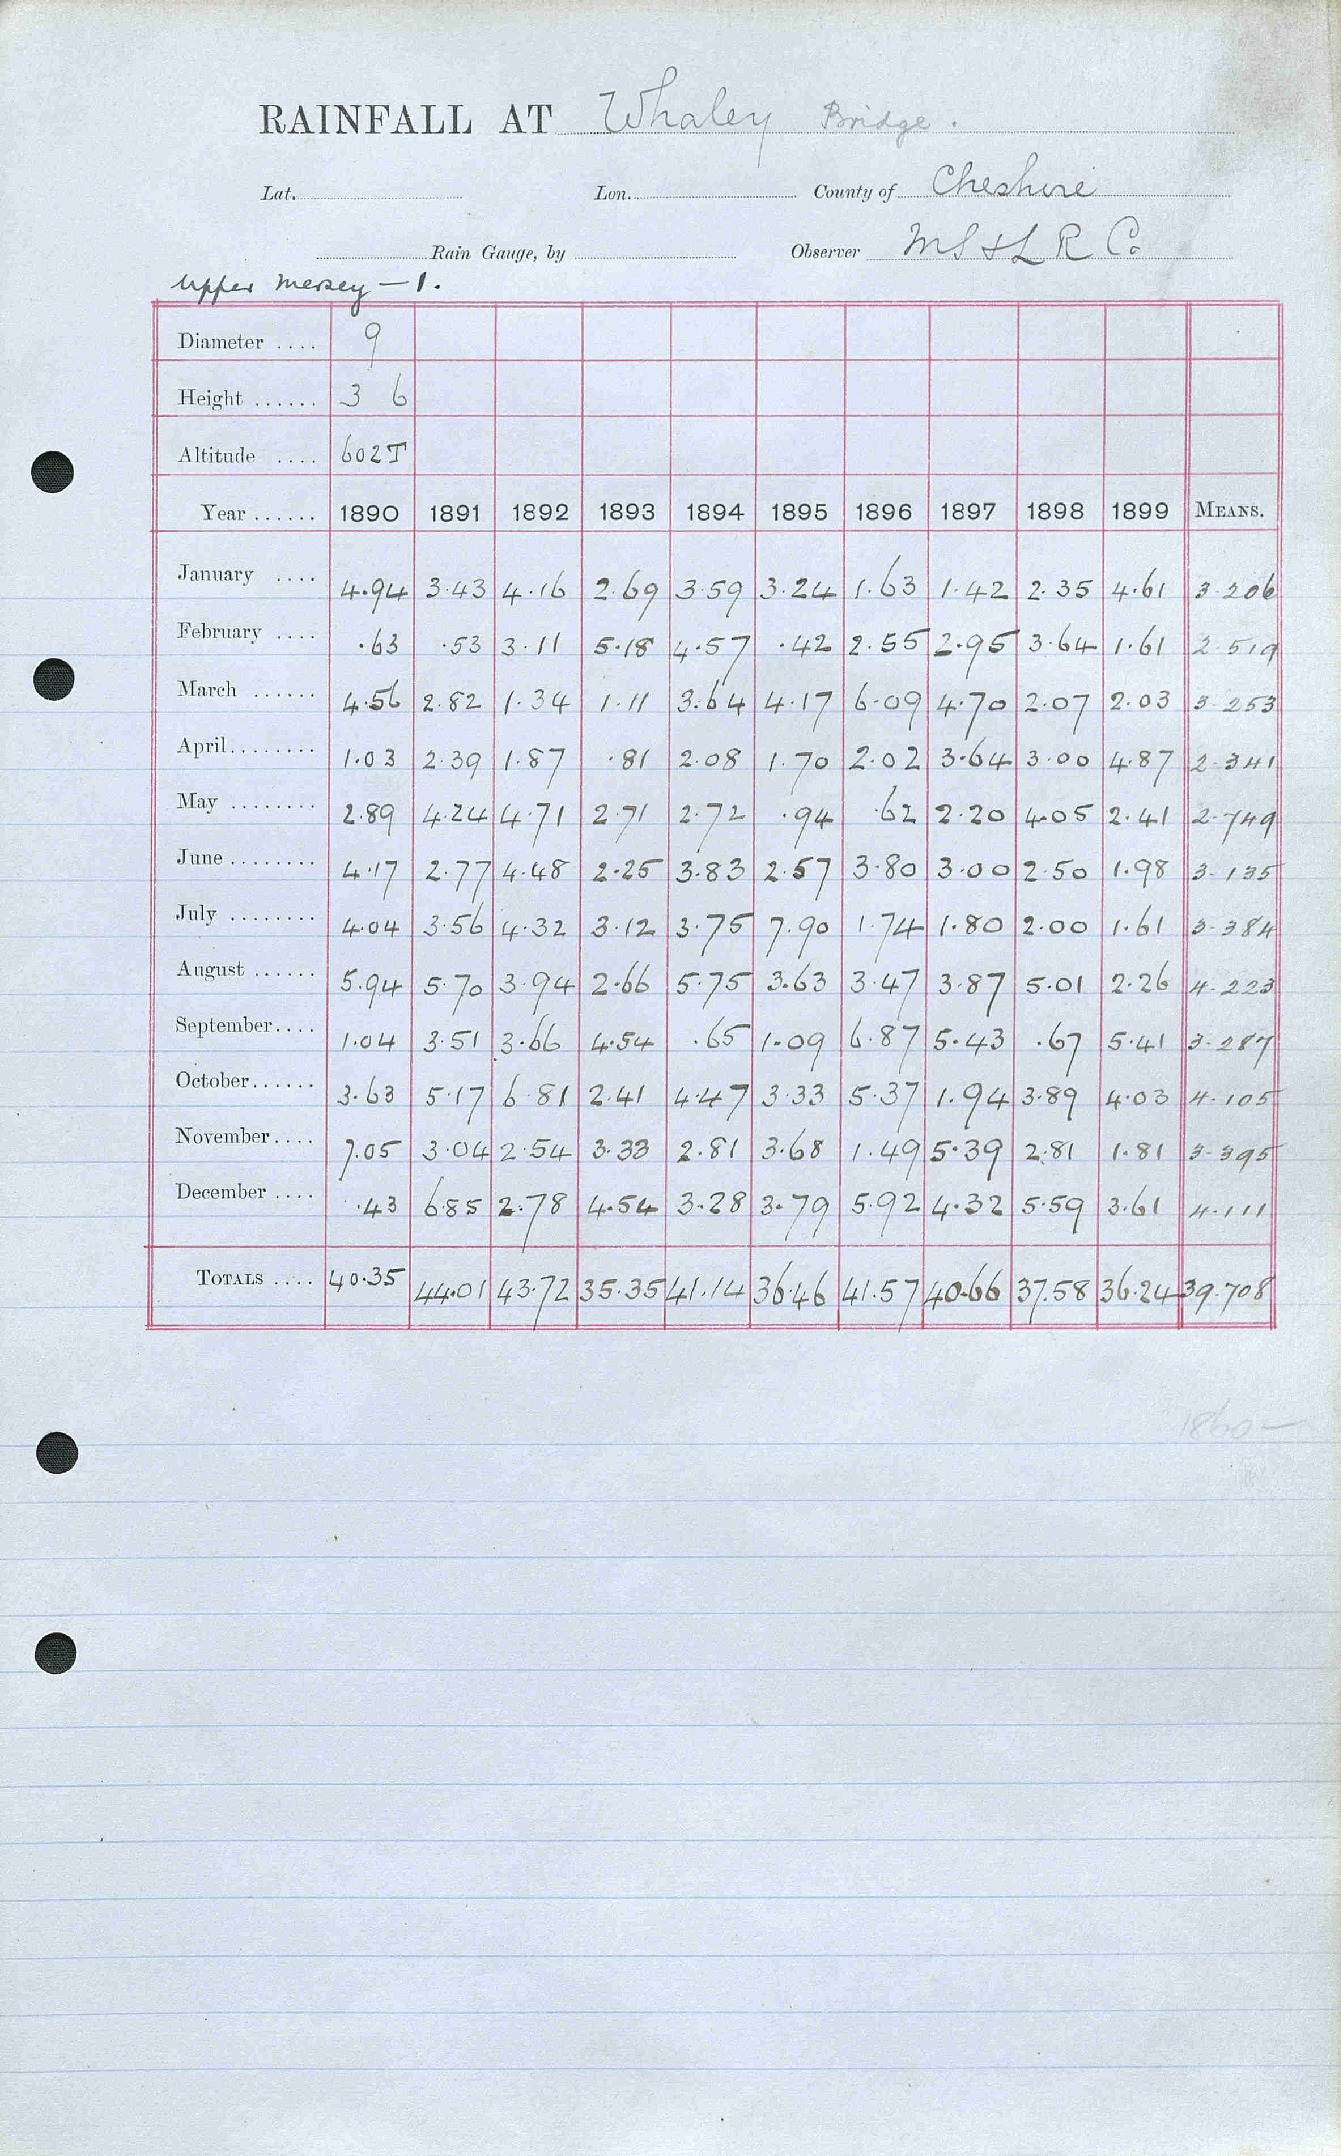 RAINFALL AT Whaley Bridge.
Lat. Lon. County of Cheshire
Rain Gauge, by Observer M S & L R Co
Upper Mersey — 1.
Diameter .... 9
Height ...... 3 6
Altitude .... 602T
Year ...... 1890 1891 1892 1893 1894 1895 1896 1897 1898 1899 MEANS.
January .... 4.94 3.43 4.16 2.69 3.59 3.24 1.63 1.42 2.35 4.61 3.206
February .... .63 .53 3.11 5.18 4.57 .42 2.55 2.95 3.64 1.61 2.519
March ...... 4.56 2.82 1.34 1.11 3.64 4.17 6.09 4.70 2.07 2.03 3.253
April........ 1.03 2.39 1.87 .81 2.08 1.70 2.02 3.64 3.00 4.87 2.341
May ........ 2.89 4.24 4.71 2.71 2.72 .94 .62 2.20 4.05 2.41 2.749
June ........ 4.17 2.77 4.48 2.25 3.83 2.57 3.80 3.00 2.50 1.98 3.135
July ........ 4.04 3.56 4.32 3.12 3.75 7.90 1.74 1.80 2.00 1.61 3.384
August ...... 5.94 5.70 3.94 2.66 5.75 3.63 3.47 3.87 5.01 2.26 4.223
September.... 1.04 3.51 3.66 4.54 .65 1.09 6.87 5.43 .67 5.41 3.287
October...... 3.63 5.17 6.81 2.41 4.47 3.33 5.37 1.94 3.89 4.03 4.105
November.... 7.05 3.04 2.54 3.33 2.81 3.68 1.49 5.39 2.81 1.81 3.395
December .... .43 6.85 2.78 4.54 3.28 3.79 5.92 4.32 5.59 3.61 4.111
TOTALS .... 40.35 44.01 43.72 35.35 41.14 36.46 41.57 40.66 37.58 36.24 39.708
1860—